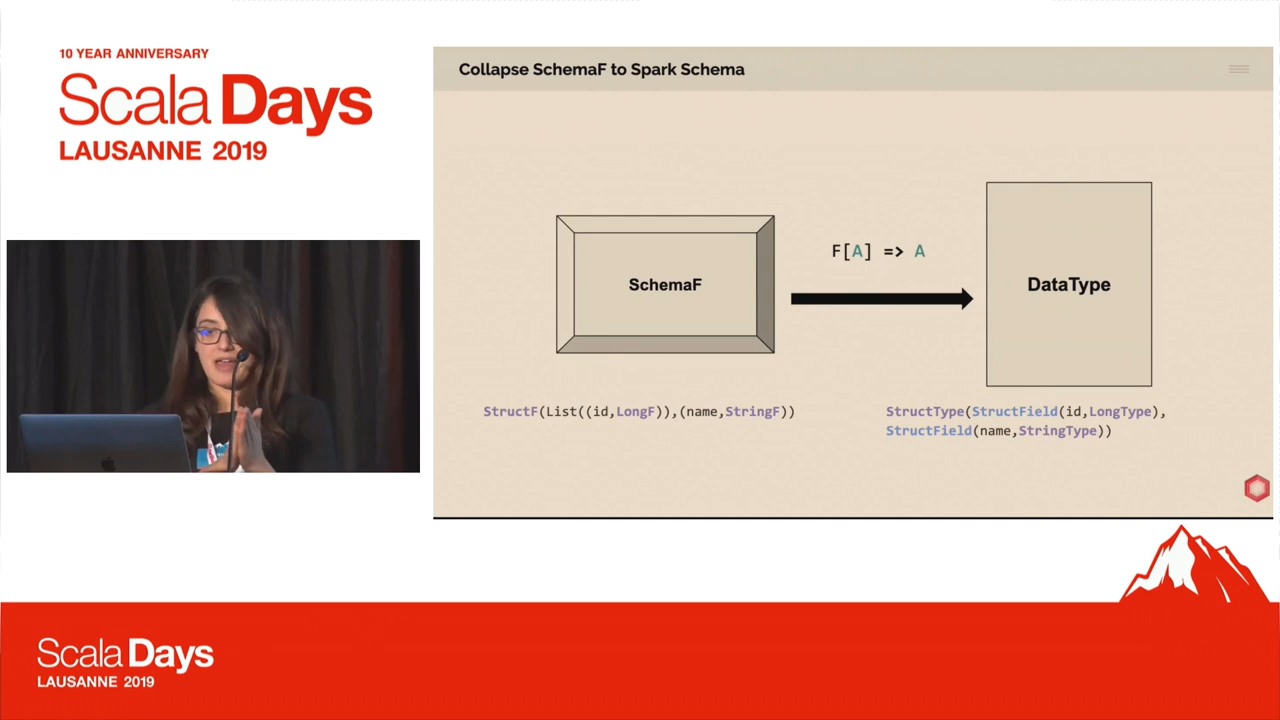 10 YEAR ANNIVERSARY
Scala Days
LAUSANNE 2019
Collapse SchemaF to Spark Schema
SchemaF
F[A] => A
DataType
StructF(List((id,LongF)),(name,StringF))
StructType(StructField(id,LongType),
StructField(name,StringType))
Scala Days
LAUSANNE 2019